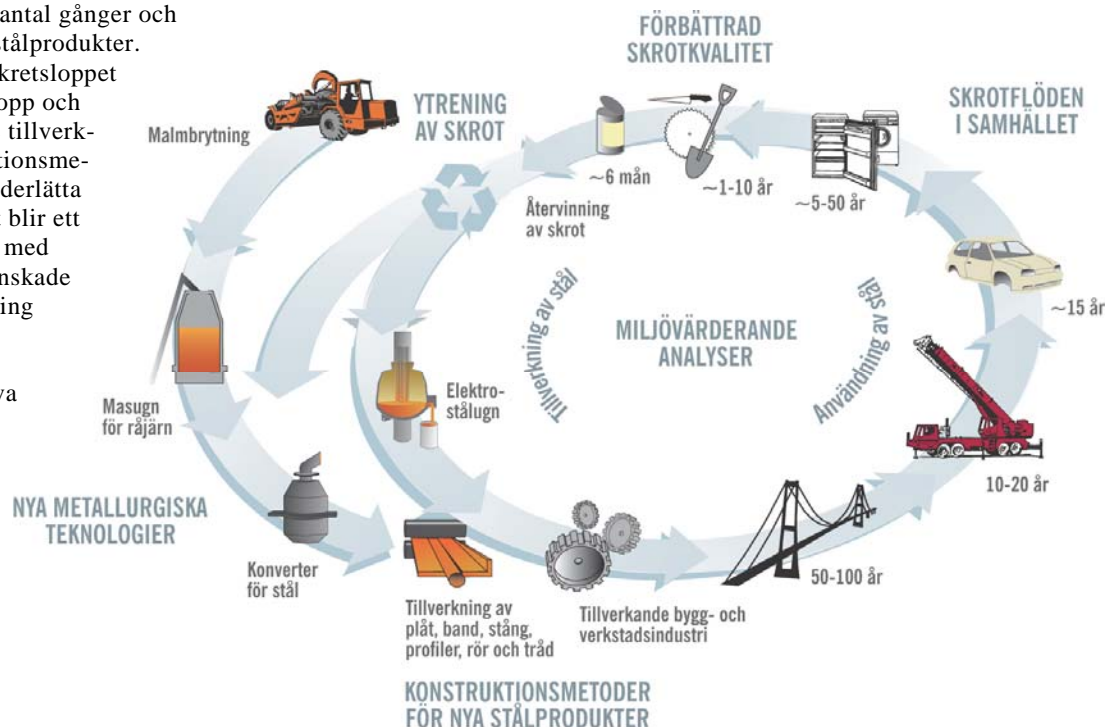 antal gånger och
stålprodukter.
kretsloppet
opp och
tillverk-
tionsme-
derlätta
t blir ett
med
nskade
ing
va
FÖRBÄTTRAD
SKROTKVALITET
YTRENING
AV SKROT
SKROTFLÖDEN
I SAMHÄLLET
Malmbrytning
~6 mån
~1-10 år
~5-50 år
Återvinning
av skrot
~15 år
Tillverkning av stål
MILJÖVÄRDERANDE
ANALYSER
Användning av stål
Masugn
för råjärn
Elektro-
stålugn
10-20 år
NYA METALLURGISKA
TEKNOLOGIER
Konverter
för stål
50-100 år
Tillverkning av
plåt, band, stång,
profiler, rör och tråd
Tillverkande bygg- och
verkstadsindustri
KONSTRUKTIONSMETODER
FÖR NYA STÅLPRODUKTER